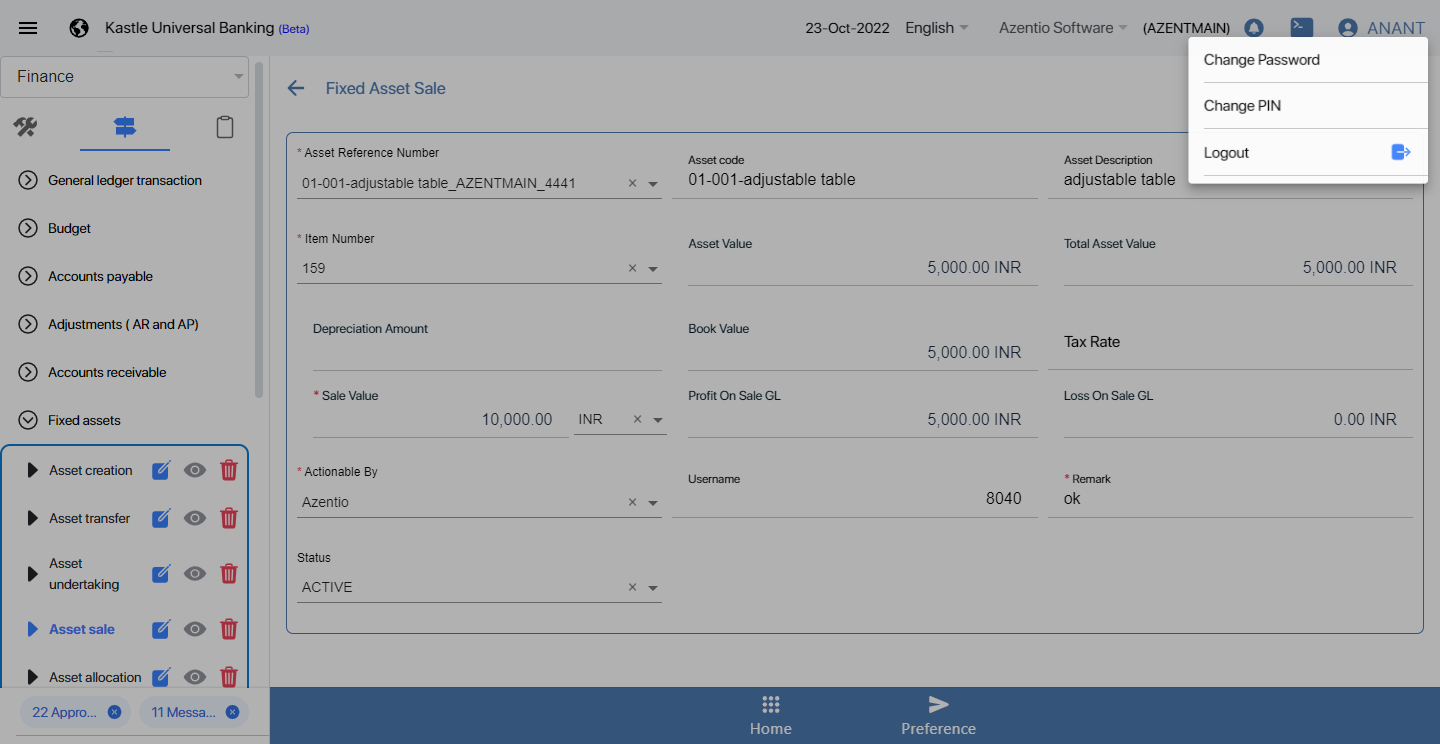 Kastle Universal Banking (Beta)
23-Oct-2022
English
Azentio Software
(AZENTMAIN)
ANANT
Change Password
Change PIN
Logout
Finance
General ledger transaction
Budget
Accounts payable
Adjustments ( AR and AP)
Accounts receivable
Fixed assets
Asset creation
Asset transfer
Asset
undertaking
Asset sale
Asset allocation
22 Appro...
11 Messa...
Fixed Asset Sale
* Asset Reference Number
01-001-adjustable table_AZENTMAIN_4441
Asset code
01-001-adjustable table
Asset Description
adjustable table
* Item Number
159
Asset Value
5,000.00 INR
Total Asset Value
5,000.00 INR
Depreciation Amount
Book Value
5,000.00 INR
Tax Rate
* Sale Value
10,000.00
INR
Profit On Sale GL
5,000.00 INR
Loss On Sale GL
0.00 INR
* Actionable By
Azentio
Username
8040
* Remark
ok
Status
ACTIVE
Home
Preference